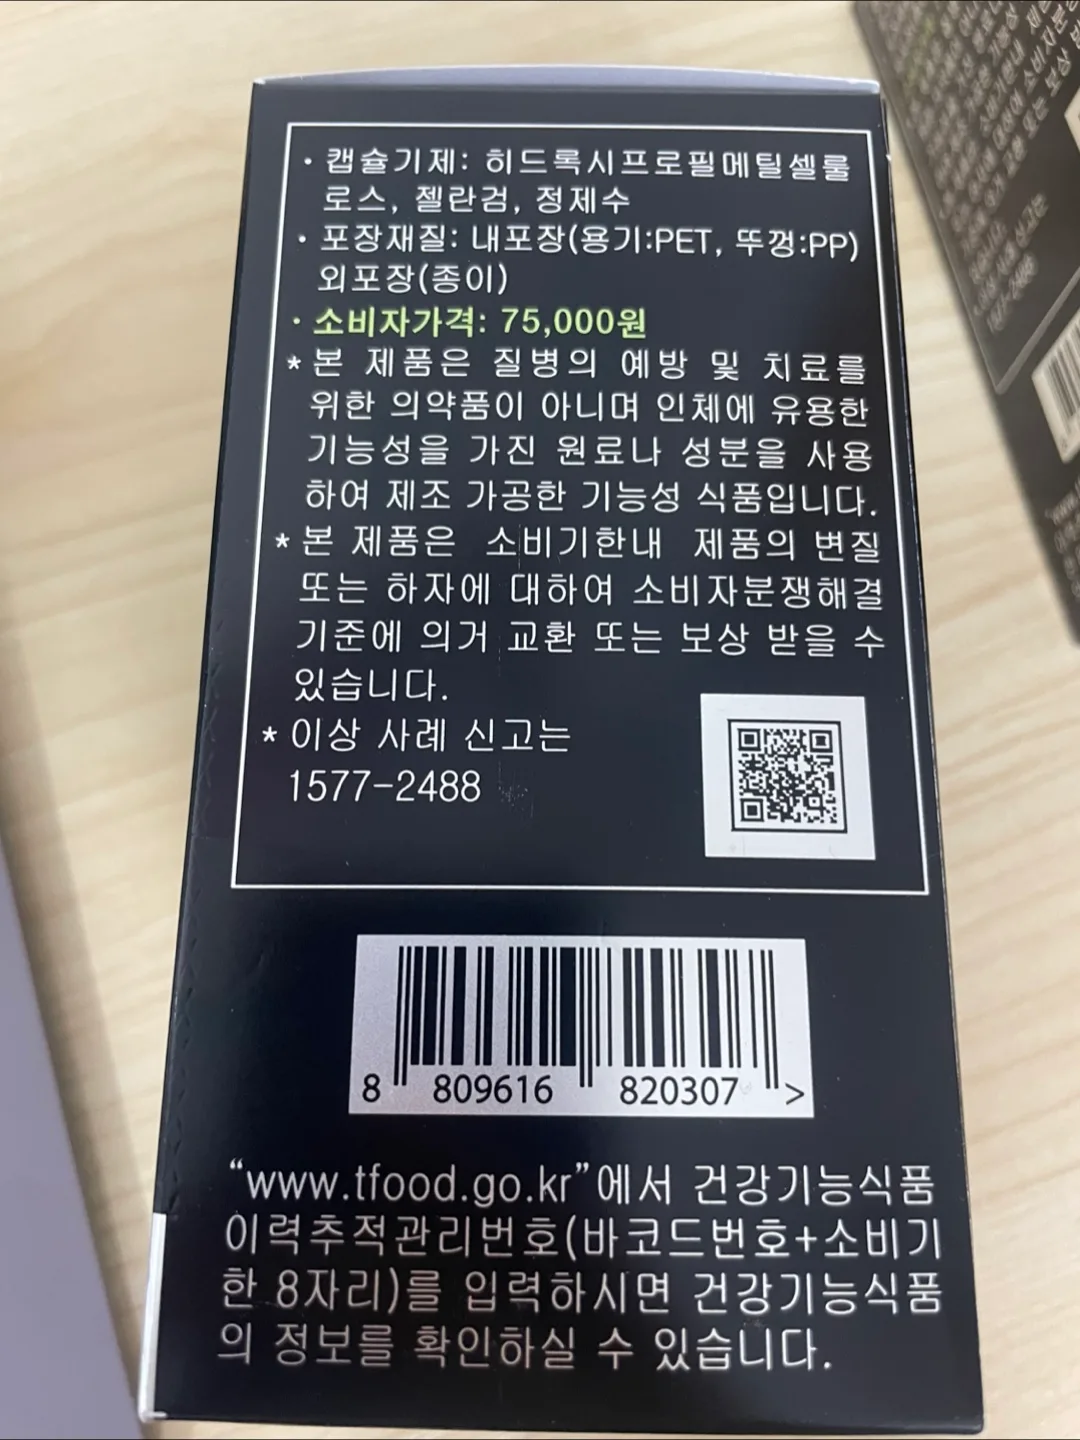 · 캡슐기제: 히드록시프로필메틸셀룰
로스, 젤란검, 정제수
· 포장재질: 내포장(용기:PET, 뚜껑:PP)
외포장(종이)
· 소비자가격: 75,000원
* 본 제품은 질병의 예방 및 치료를
위한 의약품이 아니며 인체에 유용한
기능성을 가진 원료나 성분을 사용
하여 제조 가공한 기능성 식품입니다.
* 본 제품은 소비기한내 제품의 변질
또는 하자에 대하여 소비자분쟁해결
기준에 의거 교환 또는 보상 받을 수
있습니다.
* 이상 사례 신고는
1577-2488
8 809616 820307 >
“www.tfood.go.kr”에서 건강기능식품
이력추적관리번호(바코드번호+소비기
한 8자리)를 입력하시면 건강기능식품
의 정보를 확인하실 수 있습니다.